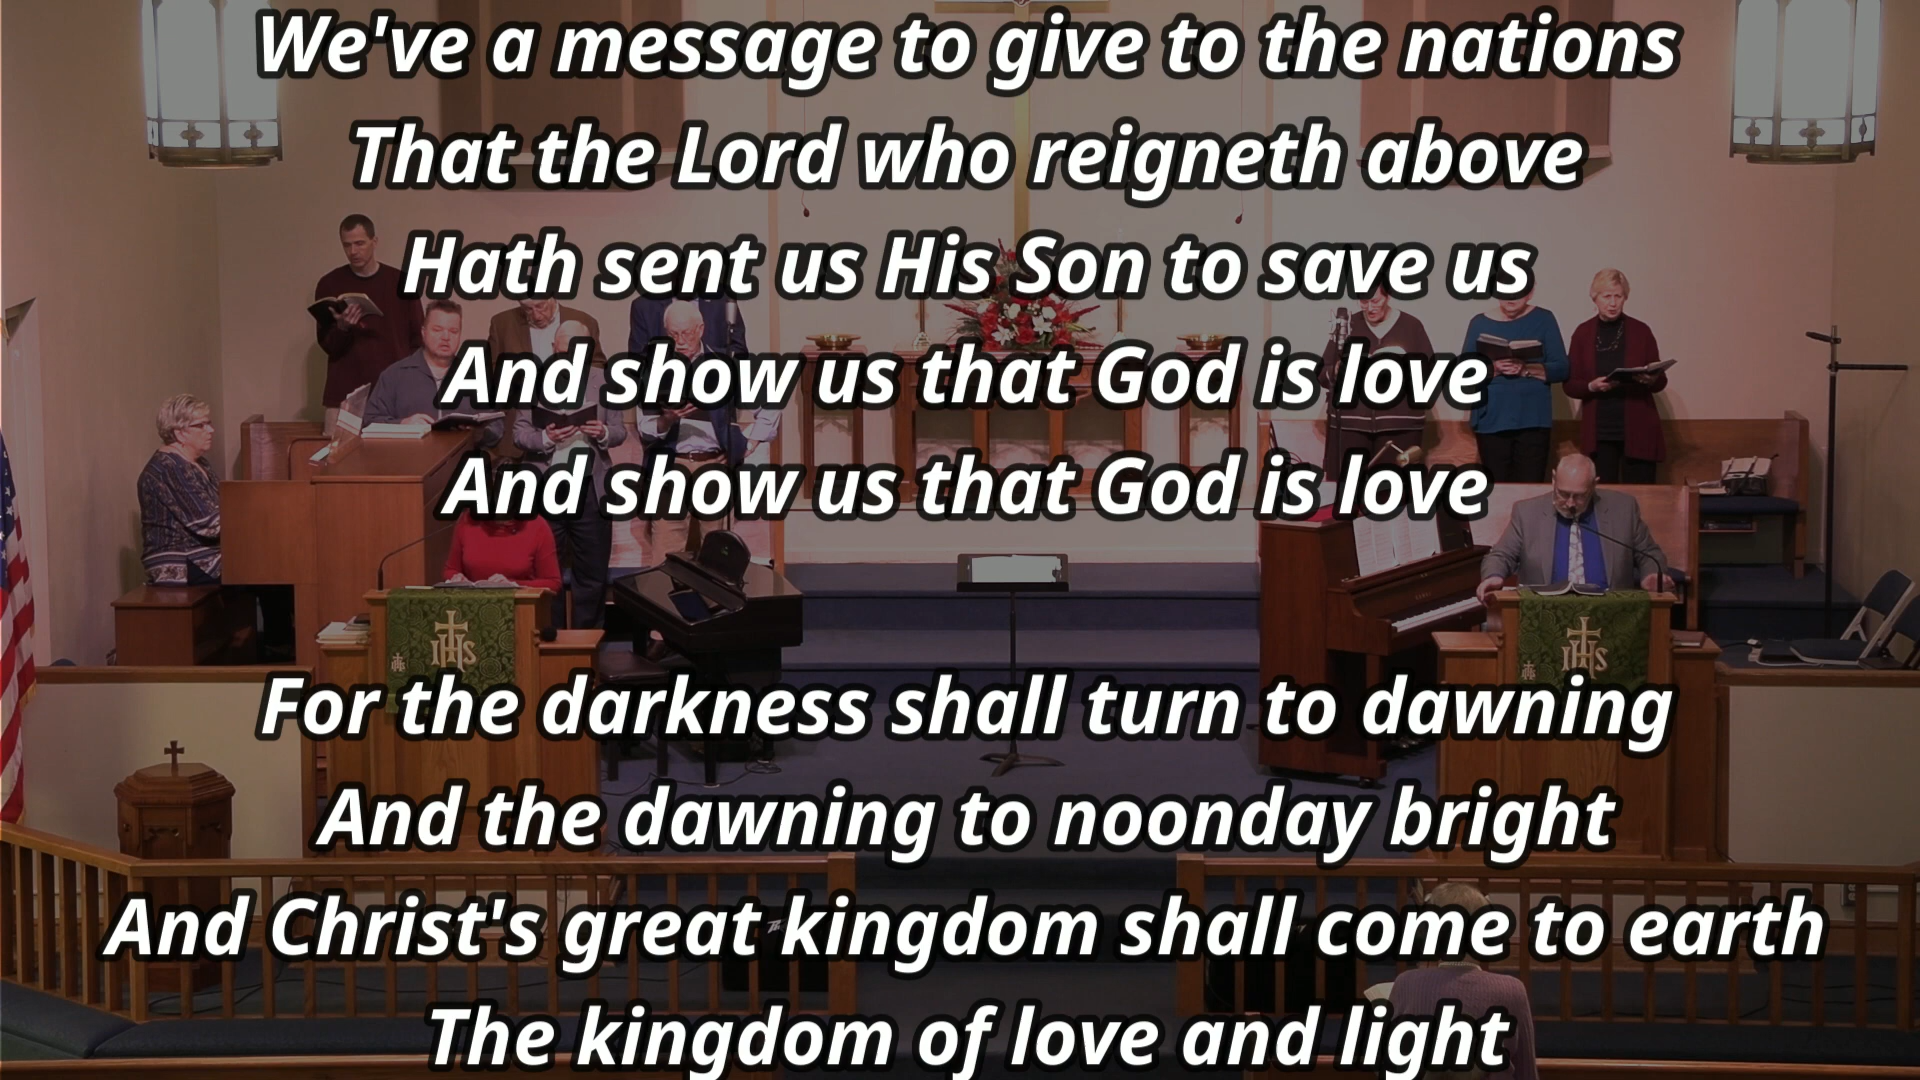 We've a message to give to the nations
That the Lord who reigneth above
Hath sent us His Son to save us
And show us that God is love
And show us that God is love
IHS
IHS
For the darkness shall turn to dawning
And the dawning to noonday bright
And Christ's great kingdom shall come to earth
The kingdom of love and light